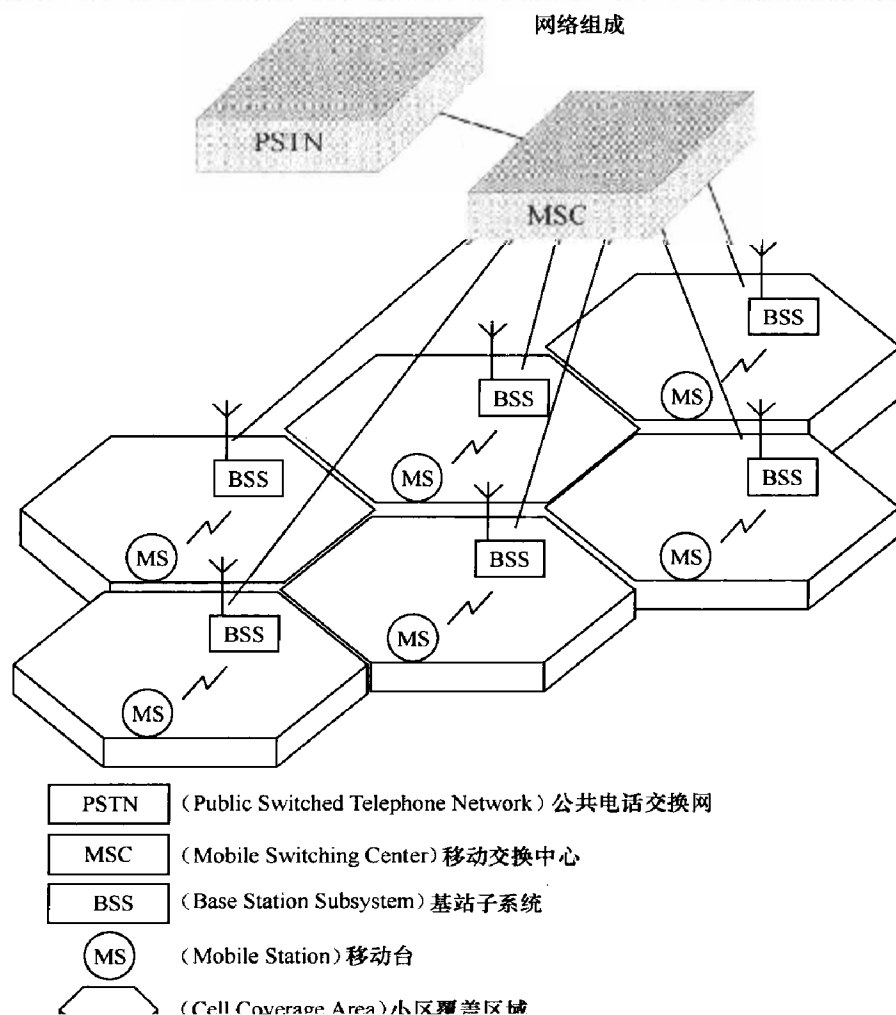 网络组成
PSTN
MSC
BSS
BSS
MS
BSS
BSS
MS
MS
BSS
MS
BSS
MS
MS
PSTN (Public Switched Telephone Network) 公共电话交换网
MSC (Mobile Switching Center) 移动交换中心
BSS (Base Station Subsystem) 基站子系统
MS (Mobile Station) 移动台
(Cell Coverage Area) 小区覆盖区域